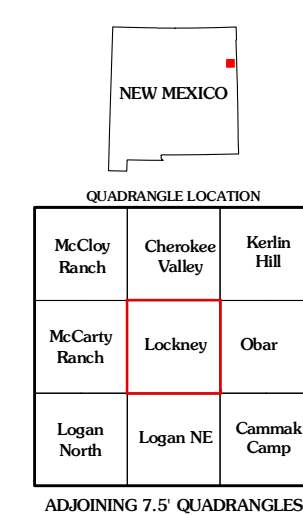 NEW MEXICO
QUADRANGLE LOCATION
McCloy
Ranch
Cherokee
Valley
Kerlin
Hill
McCarty
Ranch
Lockney
Obar
Logan
North
Logan NE
Cammak
Camp
ADJOINING 7.5' QUADRANGLES